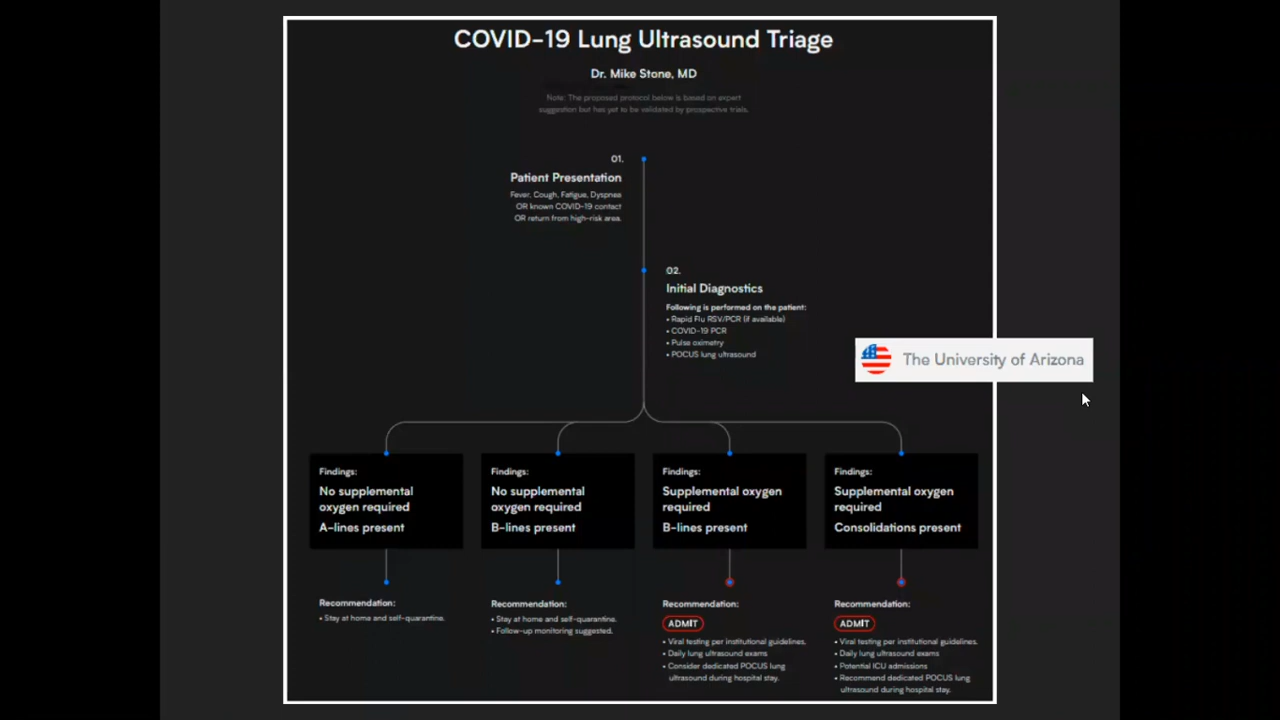 COVID-19 Lung Ultrasound Triage
Dr. Mike Stone, MD
Note: The proposed protocol below is based on expert
suggestion but has yet to be validated by prospective trials.
01.
Patient Presentation
Fever, Cough, Fatigue, Dyspnea
OR known COVID-19 contact
OR return from high-risk area.
02.
Initial Diagnostics
Following is performed on the patient:
• Rapid Flu RSV/PCR (if available)
• COVID-19 PCR
• Pulse oximetry
• POCUS lung ultrasound
The University of Arizona
Findings:
No supplemental
oxygen required
A-lines present
Recommendation:
• Stay at home and self-quarantine.
Findings:
No supplemental
oxygen required
B-lines present
Recommendation:
• Stay at home and self-quarantine.
• Follow-up monitoring suggested.
Findings:
Supplemental oxygen
required
B-lines present
Recommendation:
ADMIT
• Viral testing per institutional guidelines.
• Daily lung ultrasound exams
• Consider dedicated POCUS lung
ultrasound during hospital stay.
Findings:
Supplemental oxygen
required
Consolidations present
Recommendation:
ADMIT
• Viral testing per institutional guidelines.
• Daily lung ultrasound exams
• Potential ICU admissions
• Recommend dedicated POCUS lung
ultrasound during hospital stay.